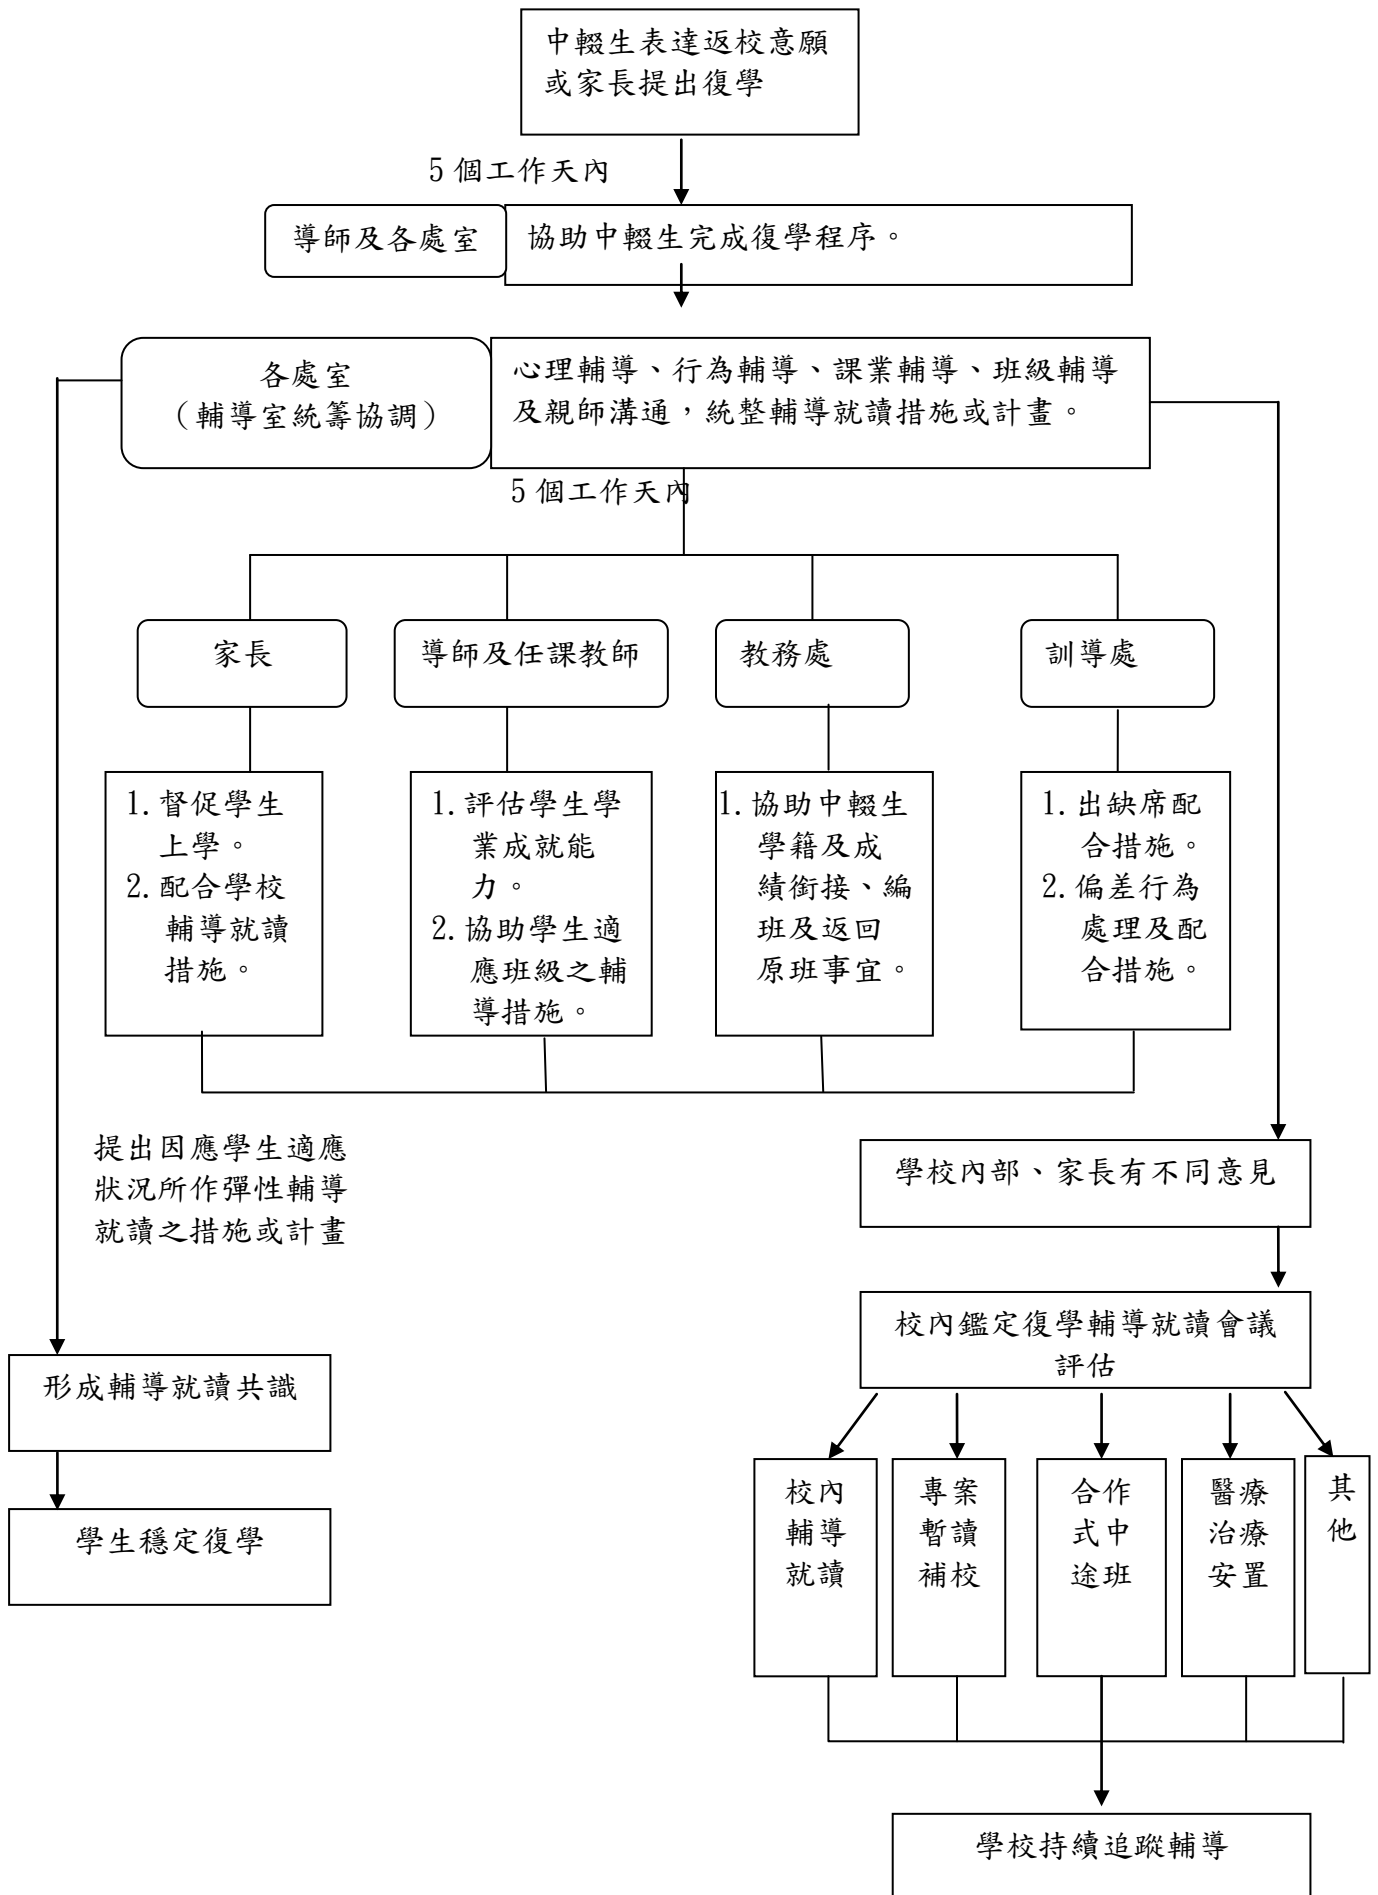 中輟生表達返校意願
或家長提出復學
5 個工作天內
導師及各處室
協助中輟生完成復學程序。
各處室
（輔導室統籌協調）
心理輔導、行為輔導、課業輔導、班級輔導
及親師溝通，統整輔導就讀措施或計畫。
5 個工作天內
家長
導師及任課教師
教務處
訓導處
1. 督促學生
上學。
2. 配合學校
輔導就讀
措施。
1. 評估學生學
業成就能
力。
2. 協助學生適
應班級之輔
導措施。
1. 協助中輟生
學籍及成
績銜接、編
班及返回
原班事宜。
1. 出缺席配
合措施。
2. 偏差行為
處理及配
合措施。
提出因應學生適應
狀況所作彈性輔導
就讀之措施或計畫
學校內部、家長有不同意見
校內鑑定復學輔導就讀會議
評估
形成輔導就讀共識
學生穩定復學
校內
輔導
就讀
專案
暫讀
補校
合作
式中
途班
醫療
治療
安置
其
他
學校持續追蹤輔導